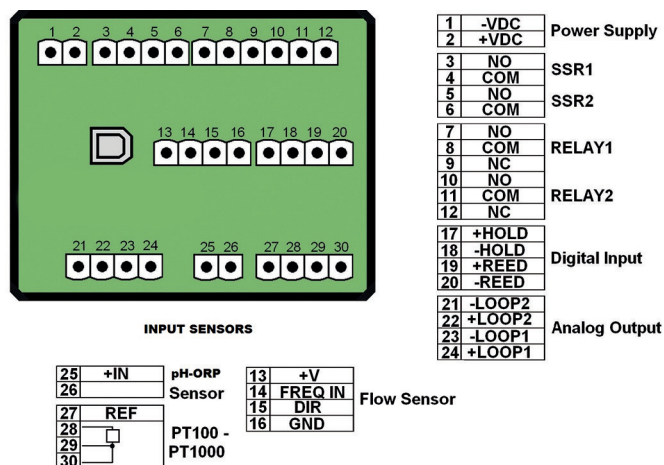 1 2 3 4 5 6 7 8 9 10 11 12
13 14 15 16 17 18 19 20
21 22 23 24 25 26 27 28 29 30
INPUT SENSORS
1 -VDC
2 +VDC
Power Supply
3 NO
4 COM
SSR1
5 NO
6 COM
SSR2
7 NO
8 COM
9 NC
RELAY1
10 NO
11 COM
12 NC
RELAY2
17 +HOLD
18 -HOLD
19 +REED
20 -REED
Digital Input
21 -LOOP2
22 +LOOP2
23 -LOOP1
24 +LOOP1
Analog Output
25 +IN
26
pH-ORP
Sensor
27 REF
28
29
30
PT100 -
PT1000
13 +V
14 FREQ IN
15 DIR
16 GND
Flow Sensor